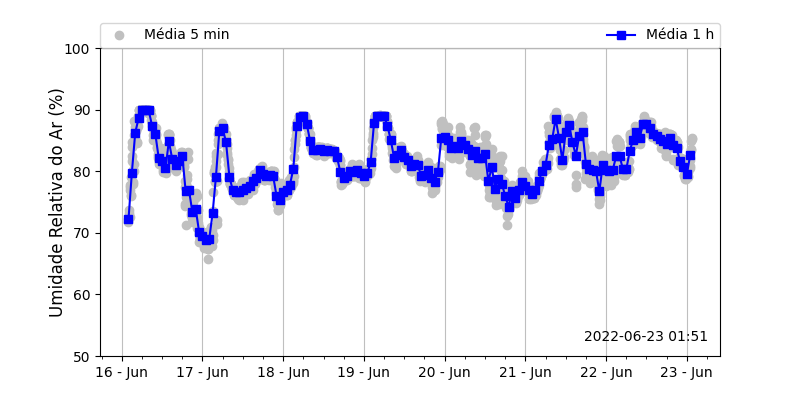 Média 5 min
Média 1 h
Umidade Relativa do Ar (%)
100
90
80
70
60
50
2022-06-23 01:51
16 - Jun
17 - Jun
18 - Jun
19 - Jun
20 - Jun
21 - Jun
22 - Jun
23 - Jun